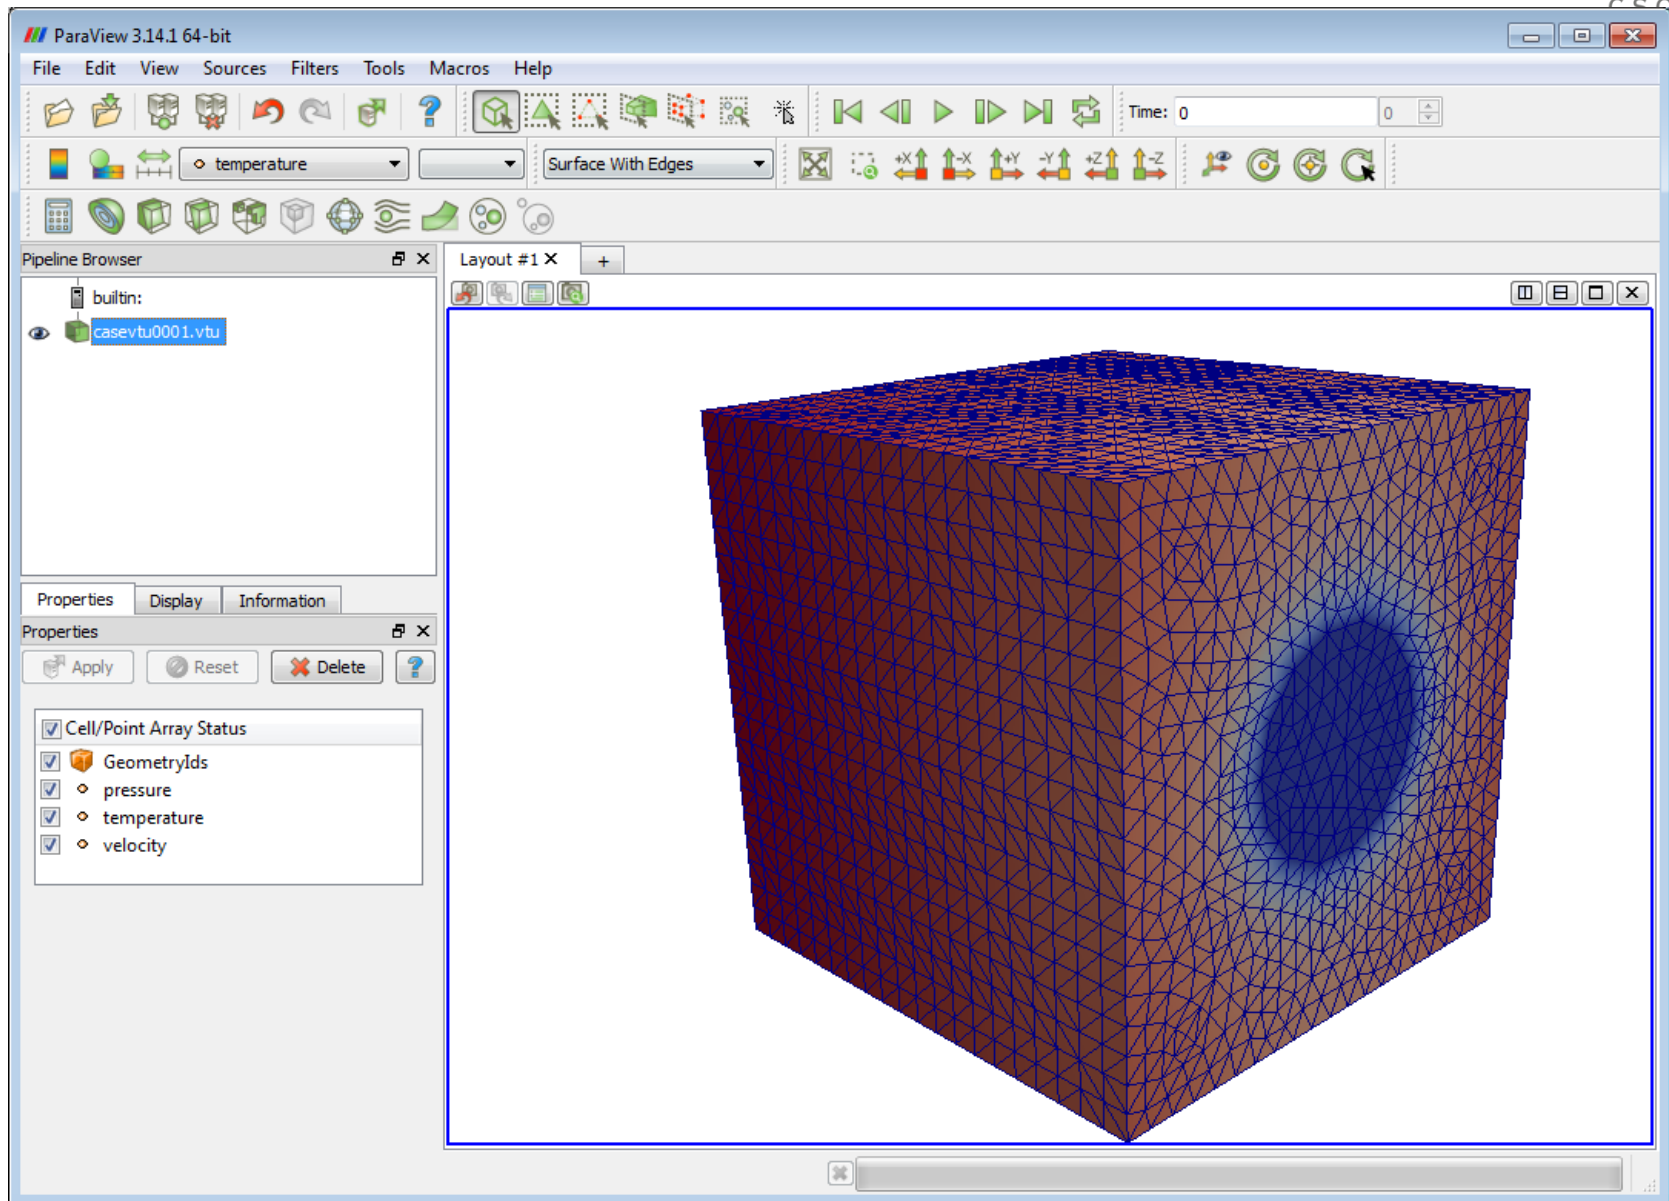 csc
ParaView 3.14.1 64-bit
File Edit View Sources Filters Tools Macros Help
Time: 0 0
temperature Surface With Edges +X -X +Y -Y +Z -Z
Pipeline Browser
Layout #1 +
builtin:
casevtu0001.vtu
Properties Display Information
Properties
Apply Reset Delete ?
Cell/Point Array Status
GeometryIds
pressure
temperature
velocity